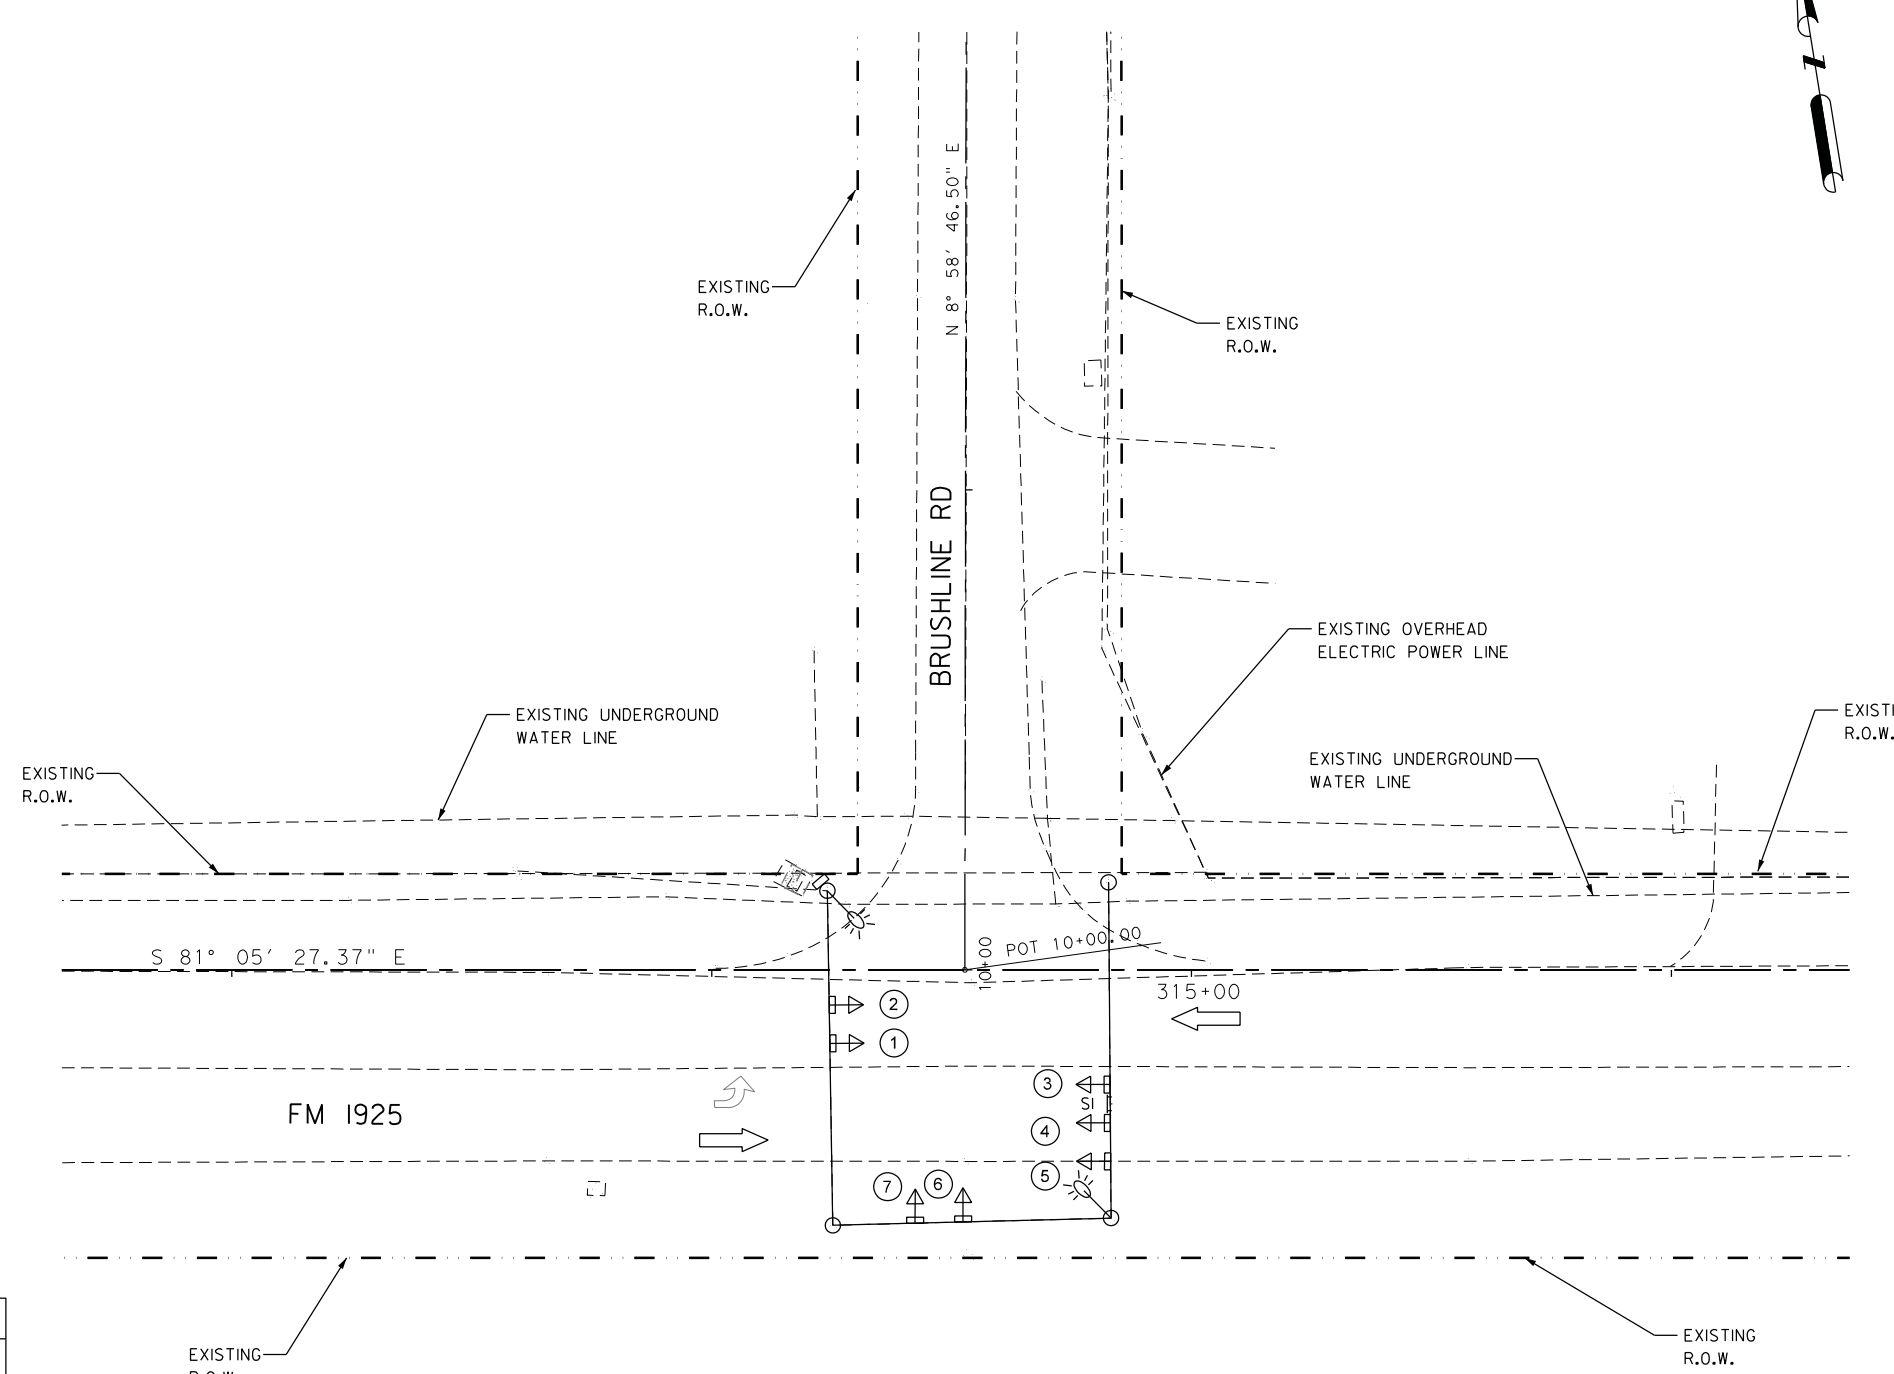 N 8° 58' 46.50" E
EXISTING
R.O.W.
EXISTING
R.O.W.
BRUSHLINE RD
EXISTING OVERHEAD
ELECTRIC POWER LINE
EXISTING UNDERGROUND
WATER LINE
EXISTI
R.O.W.
EXISTING UNDERGROUND
WATER LINE
EXISTING
R.O.W.
S 81° 05' 27.37" E
10+00
POT 10+00.00
315+00
2
1
3
SI
4
5
7
6
FM 1925
EXISTING
R.O.W.
EXISTING
R.O.W.